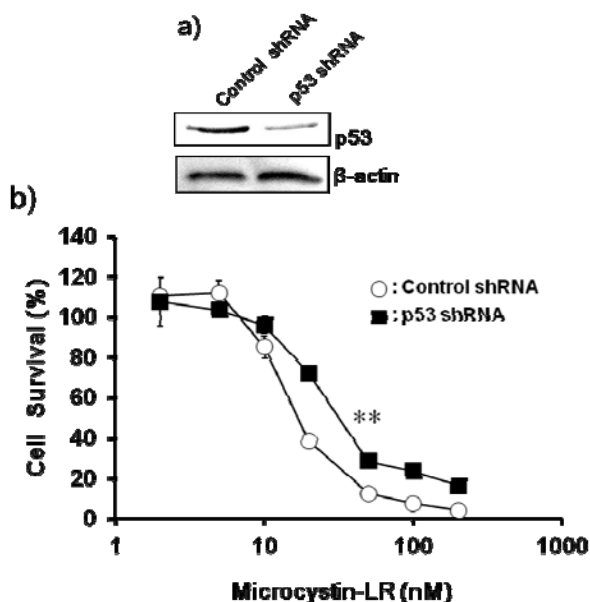 a)
Control shRNA
p53 shRNA
p53
β-actin
b)
140
120
100
80
60
40
20
0
Cell Survival (%)
○: Control shRNA
■: p53 shRNA
**
1
10
100
1000
Microcystin-LR (nM)